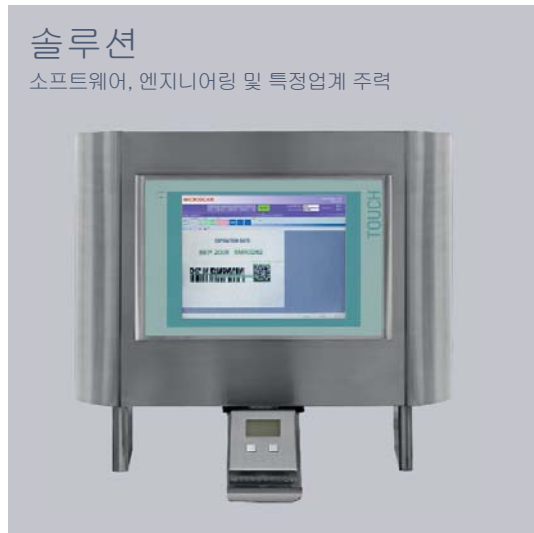 솔루션
소프트웨어, 엔지니어링 및 특정업계 주력
MICROSCAN
TOUCH
EXPIRATION DATE